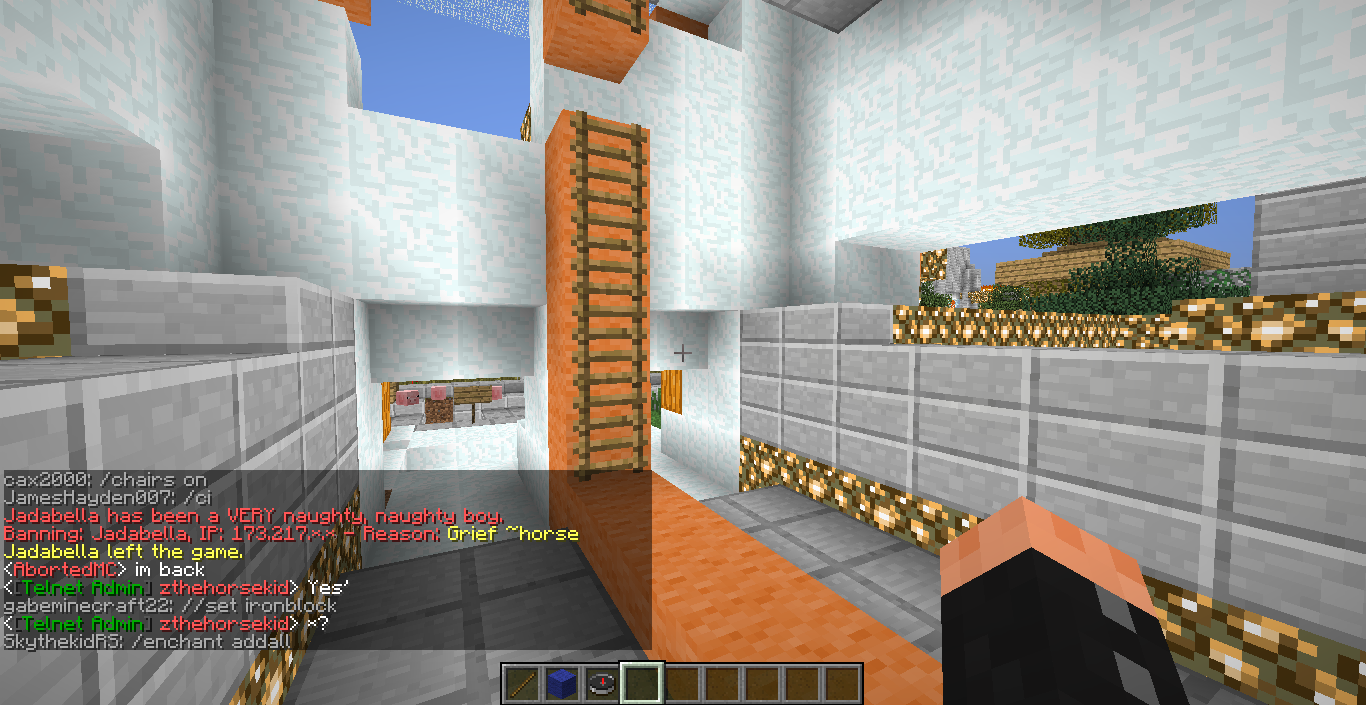 cax2000: /chairs on
JamesHayden007: /ci
Jadabella has been a VERY naughty, naughty boy.
Banning: Jadabella, IP: 173.217.*.* - Reason: Grief ~horse
Jadabella left the game.
<AbortedMC> im back
<[Telnet Admin] zthehorsekid> Yes'
gabeminecraft22: //set ironblock
<[Telnet Admin] zthehorsekid> *?
SkythekidRS: /enchant addall